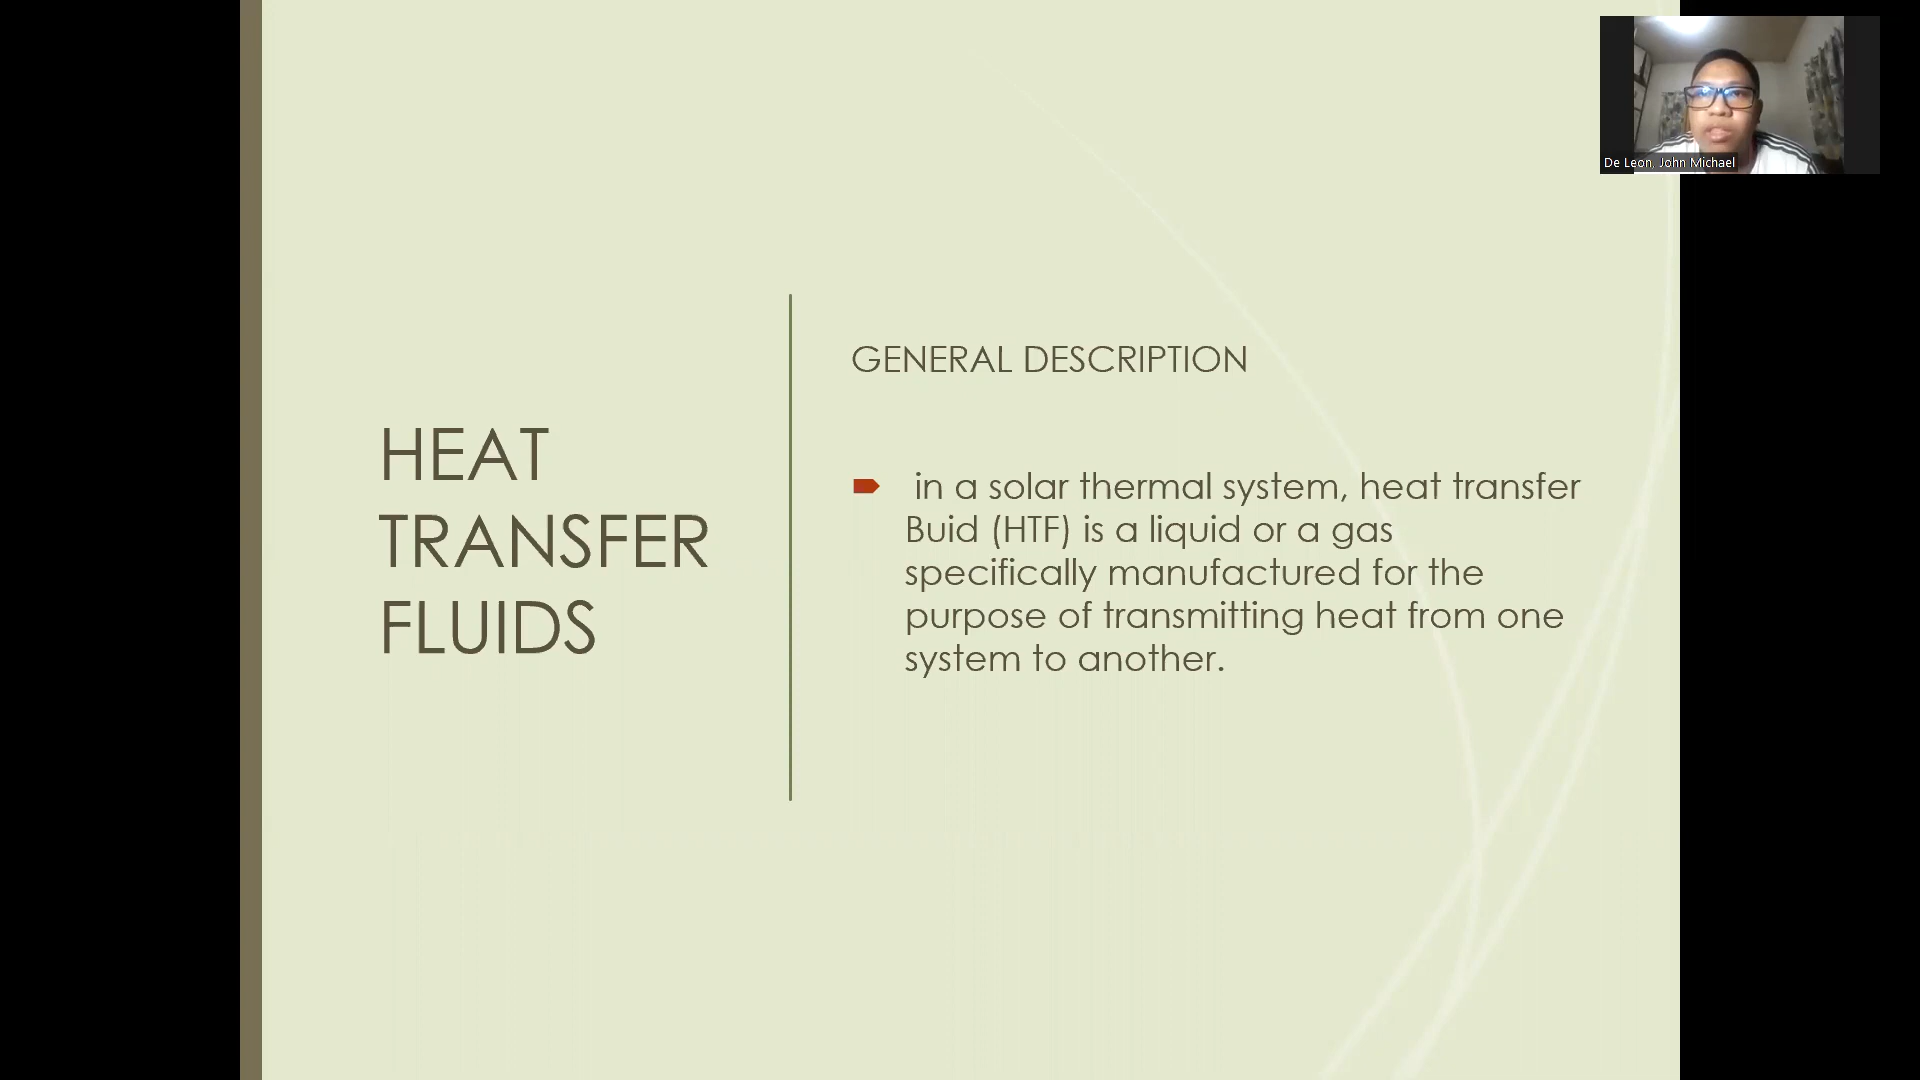 HEAT
TRANSFER
FLUIDS
GENERAL DESCRIPTION
in a solar thermal system, heat transfer
Buid (HTF) is a liquid or a gas
specifically manufactured for the
purpose of transmitting heat from one
system to another.
De Leon, John Michael